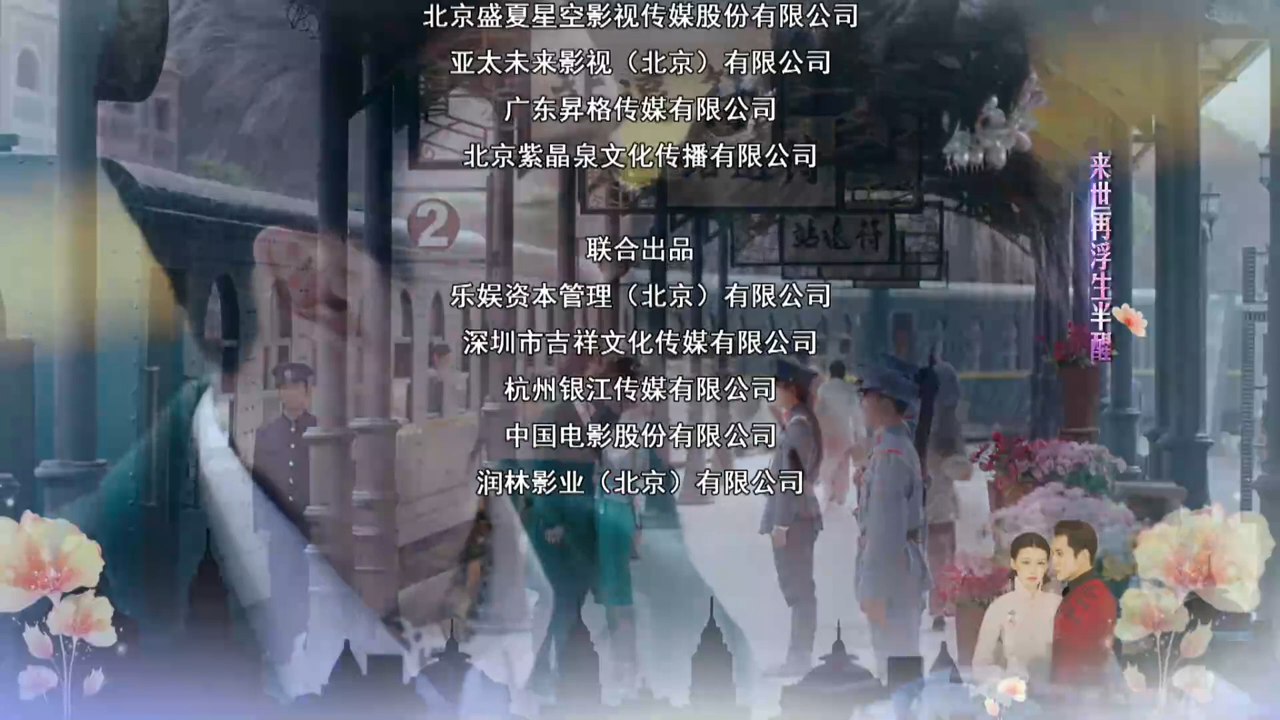 北京盛夏星空影视传媒股份有限公司
亚太未来影视（北京）有限公司
广东昇格传媒有限公司
北京紫晶泉文化传播有限公司
联合出品
乐娱资本管理（北京）有限公司
深圳市吉祥文化传媒有限公司
杭州银江传媒有限公司
中国电影股份有限公司
润林影业（北京）有限公司
来世再浮生半醒
2
站远符